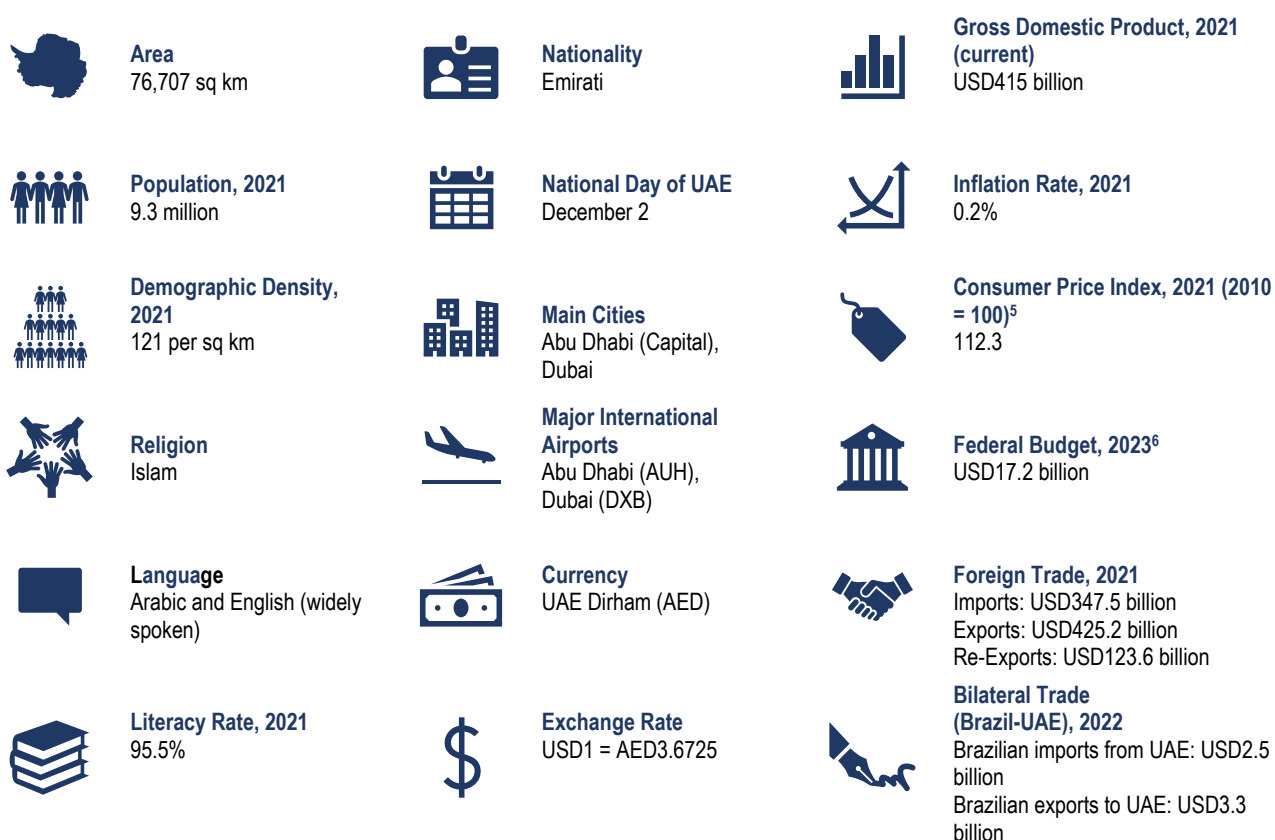 Area
76,707 sq km
Nationality
Emirati
Gross Domestic Product, 2021
(current)
USD415 billion
Population, 2021
9.3 million
National Day of UAE
December 2
Inflation Rate, 2021
0.2%
Demographic Density,
2021
121 per sq km
Main Cities
Abu Dhabi (Capital),
Dubai
Consumer Price Index, 2021 (2010
= 100)5
112.3
Religion
Islam
Major International
Airports
Abu Dhabi (AUH),
Dubai (DXB)
Federal Budget, 20236
USD17.2 billion
Language
Arabic and English (widely
spoken)
Currency
UAE Dirham (AED)
Foreign Trade, 2021
Imports: USD347.5 billion
Exports: USD425.2 billion
Re-Exports: USD123.6 billion
Literacy Rate, 2021
95.5%
Exchange Rate
USD1 = AED3.6725
Bilateral Trade
(Brazil-UAE), 2022
Brazilian imports from UAE: USD2.5
billion
Brazilian exports to UAE: USD3.3
billion